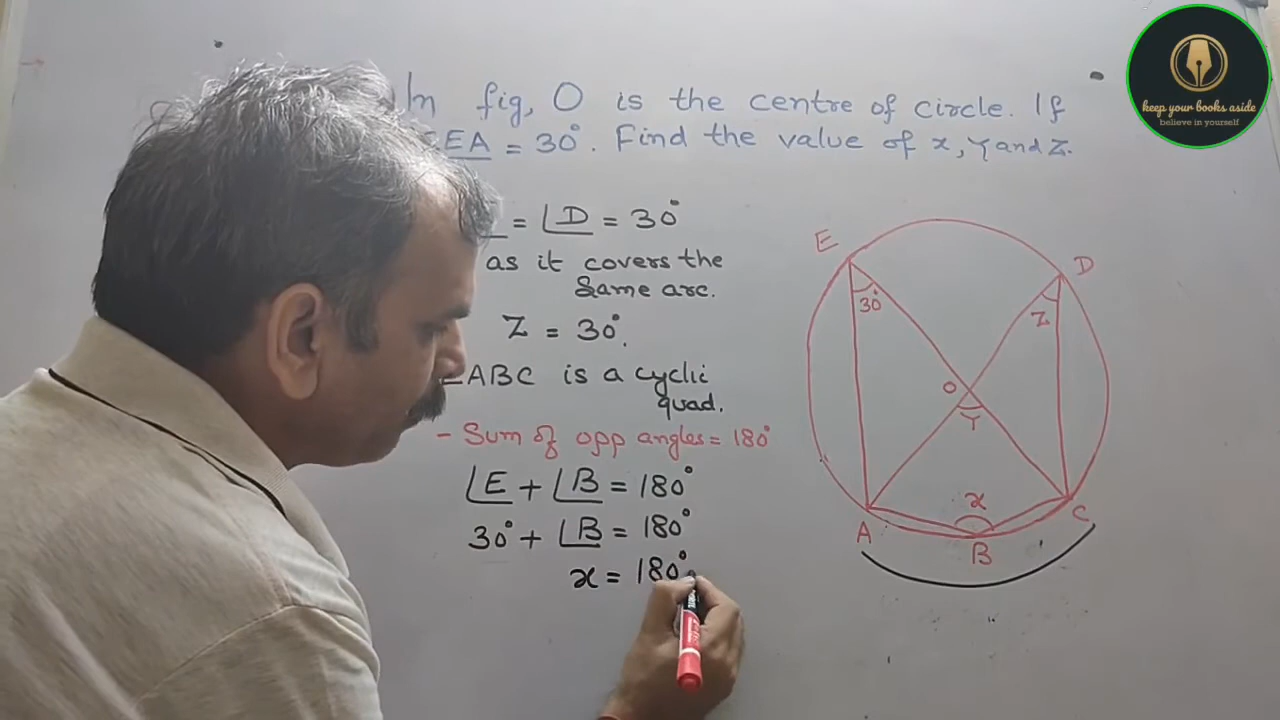 In fig, O is the centre of circle. If
EA = 30°. Find the value of x, Y and Z.
= ∠D = 30°
as it covers the
Same arc.
Z = 30°.
ABC is a cyclic
quad.
- Sum of opp angles = 180°
∠E + ∠B = 180°
30° + ∠B = 180°
x = 180°
E
D
30°
Z
O
Y
x
A
B
C
keep your books aside
believe in yourself